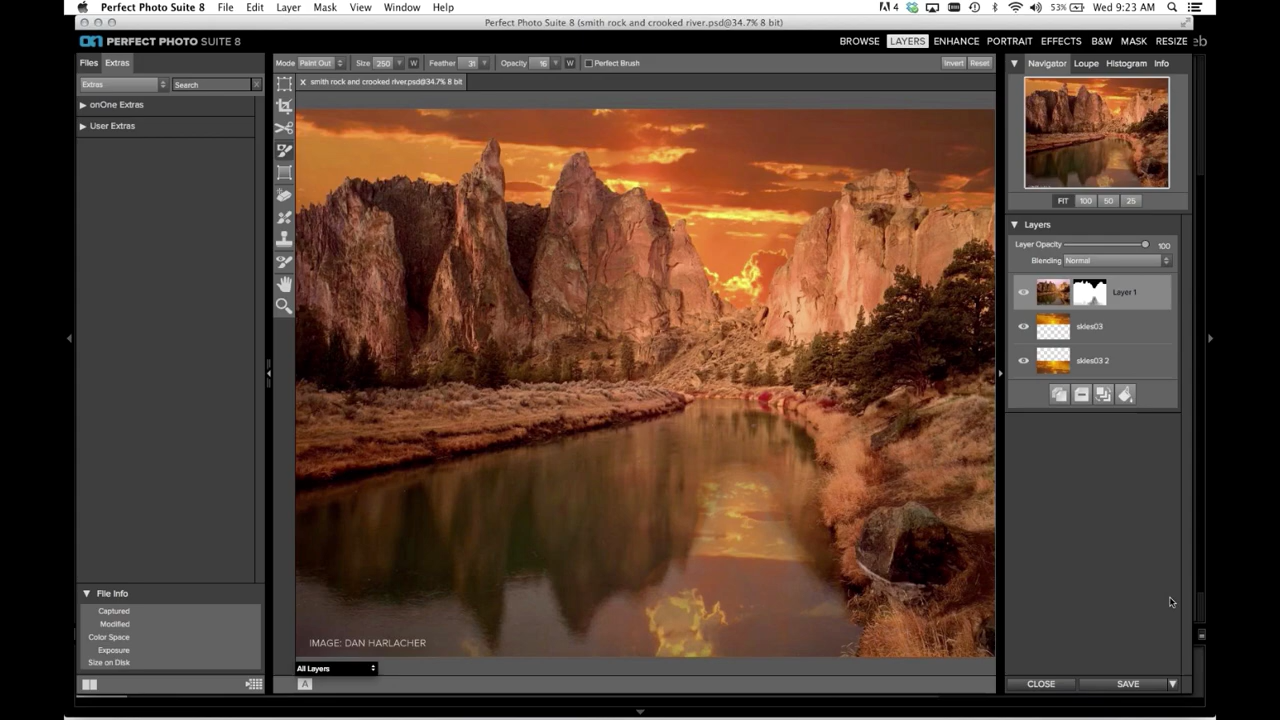 Perfect Photo Suite 8 File Edit Layer Mask View Window Help 4 53% Wed 9:23 AM
Perfect Photo Suite 8 (smith rock and crooked river.psd@34.7% 8 bit)
on PERFECT PHOTO SUITE 8 BROWSE LAYERS ENHANCE PORTRAIT EFFECTS B&W MASK RESIZE eb
Files Extras Mode Paint Out Size 250 W Feather 31 Opacity 16 W Perfect Brush Invert Reset Navigator Loupe Histogram Info
Extras Search x smith rock and crooked river.psd@34.7% 8 bit
onOne Extras
User Extras
FIT 100 50 25
Layers
Layer Opacity 100
Blending Normal
Layer 1
skies03
skies03 2
File Info
Captured
Modified
Color Space
Exposure
Size on Disk
IMAGE: DAN HARLACHER
All Layers
A CLOSE SAVE